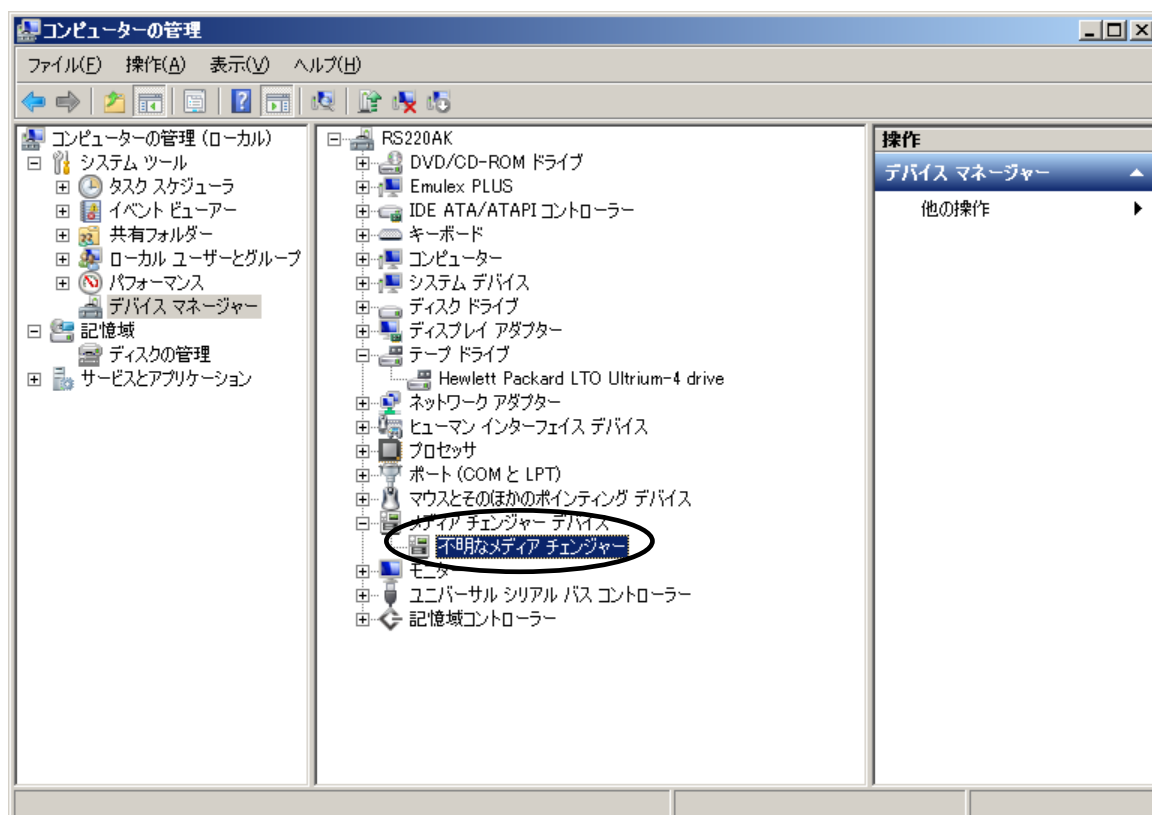 コンピューターの管理
ファイル(F) 操作(A) 表示(V) ヘルプ(H)
コンピューターの管理 (ローカル)
システム ツール
タスク スケジューラ
イベント ビューアー
共有フォルダー
ローカル ユーザーとグループ
パフォーマンス
デバイス マネージャー
記憶域
ディスクの管理
サービスとアプリケーション
RS220AK
DVD/CD-ROM ドライブ
Emulex PLUS
IDE ATA/ATAPI コントローラー
キーボード
コンピューター
システム デバイス
ディスク ドライブ
ディスプレイ アダプター
テープ ドライブ
Hewlett Packard LTO Ultrium-4 drive
ネットワーク アダプター
ヒューマン インターフェイス デバイス
プロセッサ
ポート (COM と LPT)
マウスとそのほかのポインティング デバイス
メディア チェンジャー デバイス
不明なメディア チェンジャー
モニター
ユニバーサル シリアル バス コントローラー
記憶域コントローラー
操作
デバイス マネージャー
他の操作